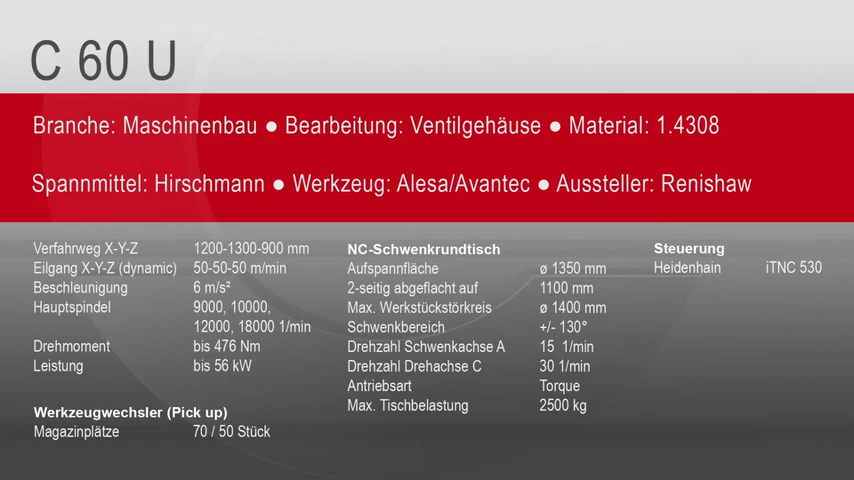 C 60 U
Branche: Maschinenbau ● Bearbeitung: Ventilgehäuse ● Material: 1.4308
Spannmittel: Hirschmann ● Werkzeug: Alesa/Avantec ● Aussteller: Renishaw
Verfahrweg X-Y-Z 1200-1300-900 mm
Eilgang X-Y-Z (dynamic) 50-50-50 m/min
Beschleunigung 6 m/s²
Hauptspindel 9000, 10000,
12000, 18000 1/min
Drehmoment bis 476 Nm
Leistung bis 56 kW
Werkzeugwechsler (Pick up)
Magazinplätze 70 / 50 Stück
NC-Schwenkrundtisch
Aufspannfläche ø 1350 mm
2-seitig abgeflacht auf 1100 mm
Max. Werkstückstörkreis ø 1400 mm
Schwenkbereich +/- 130°
Drehzahl Schwenkachse A 15 1/min
Drehzahl Drehachse C 30 1/min
Antriebsart Torque
Max. Tischbelastung 2500 kg
Steuerung
Heidenhain iTNC 530